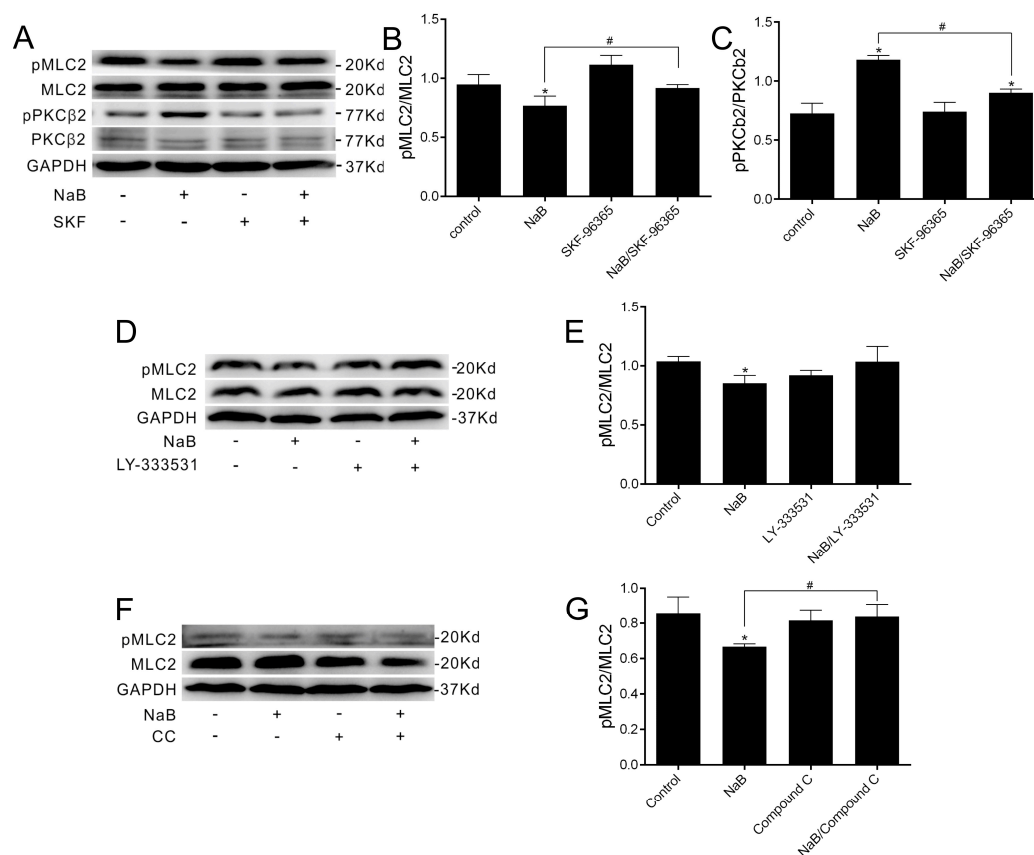 A
pMLC2 - 20Kd
MLC2 - 20Kd
pPKCβ2 - 77Kd
PKCβ2 - 77Kd
GAPDH - 37Kd
NaB - + - +
SKF - - + +
B
pMLC2/MLC2
1.5
1.0
0.5
0.0
*
#
control
NaB
SKF-96365
NaB/SKF-96365
C
pPKCb2/PKCb2
1.5
1.0
0.5
0.0
*
#
*
control
NaB
SKF-96365
NaB/SKF-96365
D
pMLC2 -20Kd
MLC2 -20Kd
GAPDH -37Kd
NaB - + - +
LY-333531 - - + +
E
pMLC2/MLC2
1.5
1.0
0.5
0.0
*
Control
NaB
LY-333531
NaB/LY-333531
F
pMLC2 -20Kd
MLC2 -20Kd
GAPDH -37Kd
NaB - + - +
CC - - + +
G
pMLC2/MLC2
0.8
0.6
0.4
0.2
0.0
*
#
Control
NaB
Compound C
NaB/Compound C